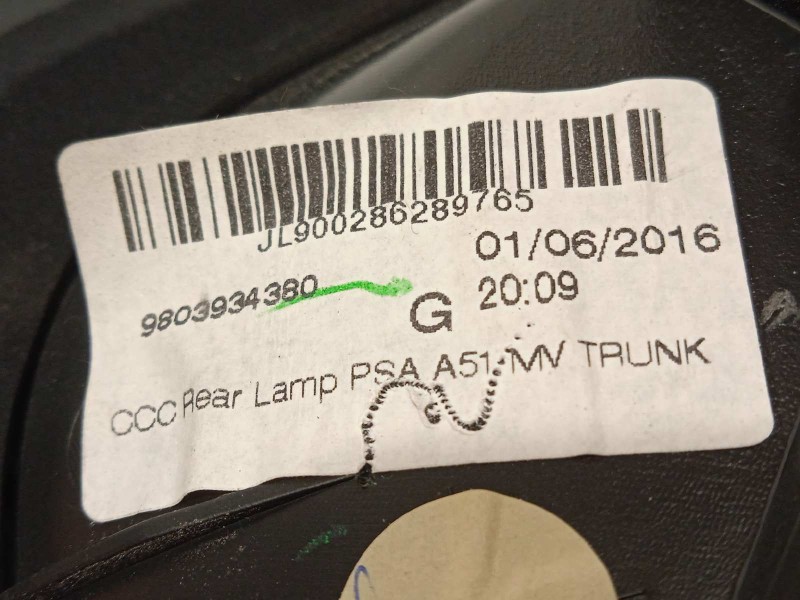 JL900286289765
01/06/2016
9803934380
G 20:09
CCC Rear Lamp PSA A51-MV TRUNK